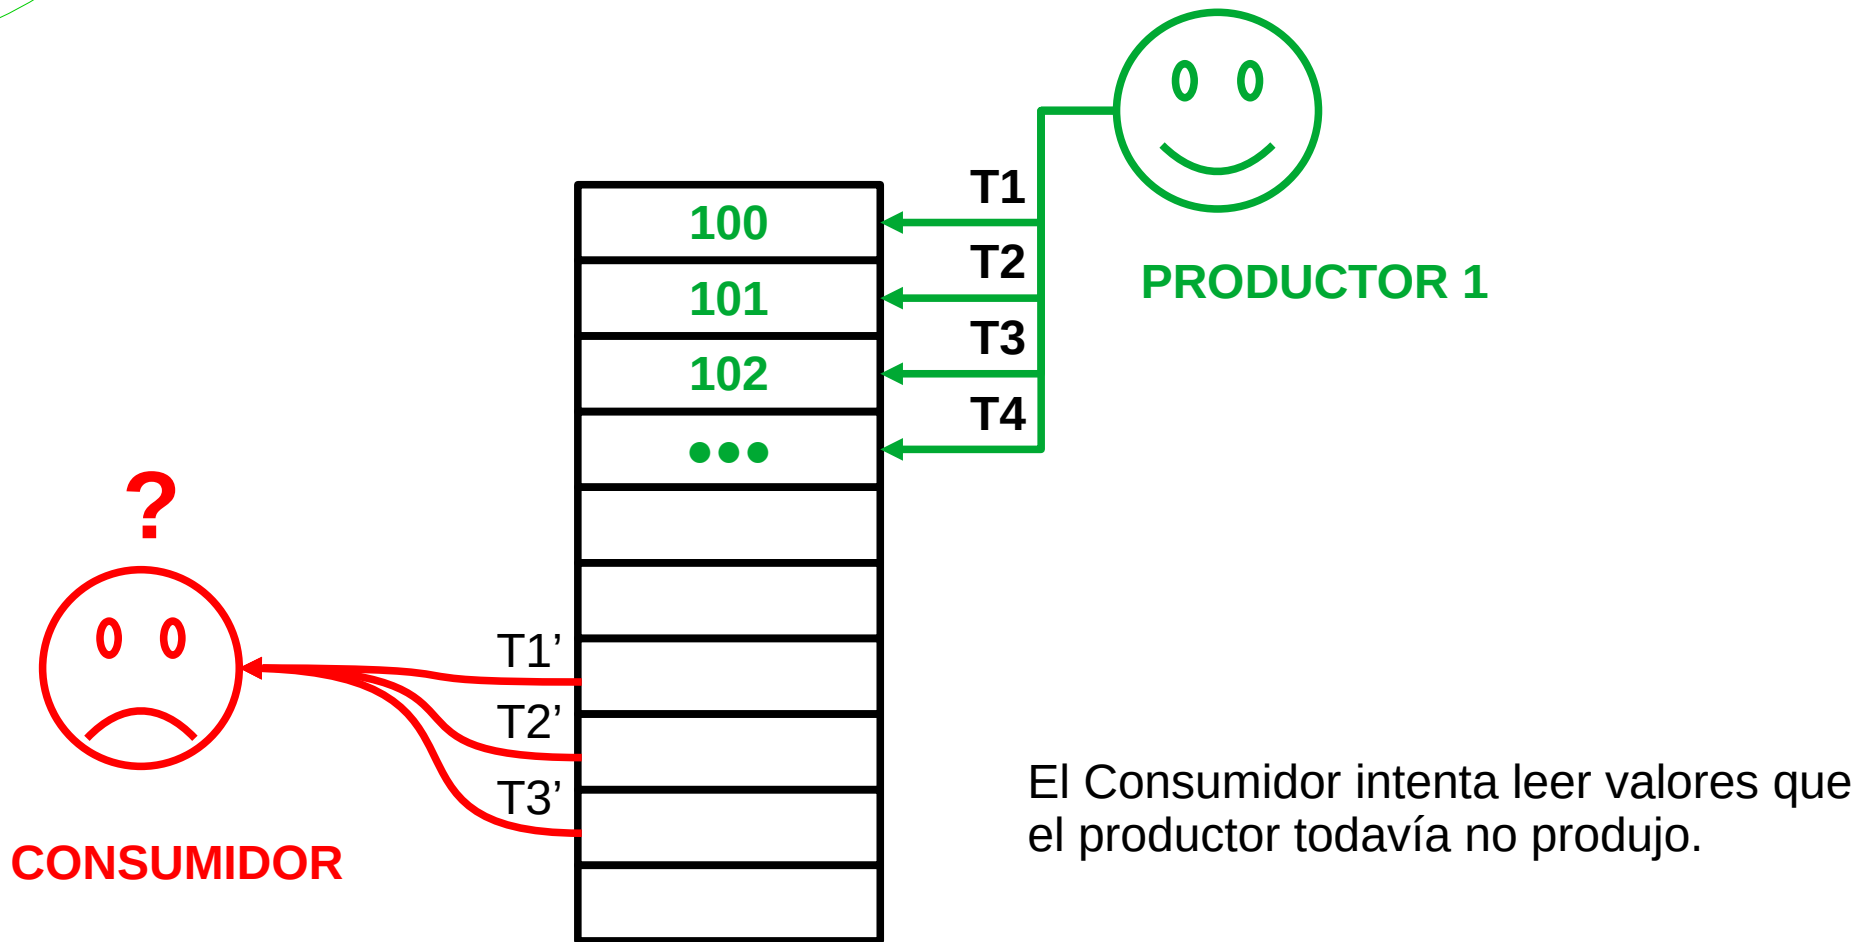 T1
100
T2
101
PRODUCTOR 1
T3
102
T4
•••
?
T1’
T2’
T3’
CONSUMIDOR
El Consumidor intenta leer valores que
el productor todavía no produjo.